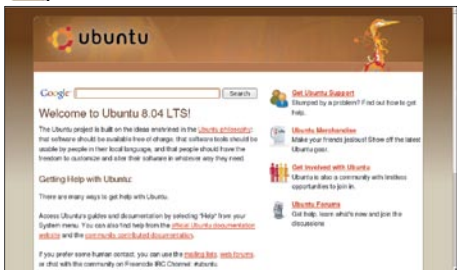 ubuntu
Google
Search
Welcome to Ubuntu 8.04 LTS!
The Ubuntu project is built on the ideas enshrined in the Ubuntu philosophy:
that software should be available free of charge, that software tools should be
usable by people in their local language, and that people should have the
freedom to customize and alter their software in whatever way they need.
Getting Help with Ubuntu:
There are many ways to get help with Ubuntu.
Access Ubuntu's guides and documentation by selecting "Help" from your
System menu. You can also find help from the official Ubuntu documentation
website and the community contributed documentation.
If you prefer some human contact, you can use the mailing lists, web forums,
or chat with the community on Freenode IRC Channel: #ubuntu.
Get Ubuntu Support
Stumped by a problem? Find out how to get
help.
Ubuntu Merchandise
Make your friends jealous! Show off the latest
Ubuntu gear.
Get Involved with Ubuntu
Ubuntu is also a community with limitless
opportunities to join in.
Ubuntu Forums
Get help, learn what's new and join the
discussions